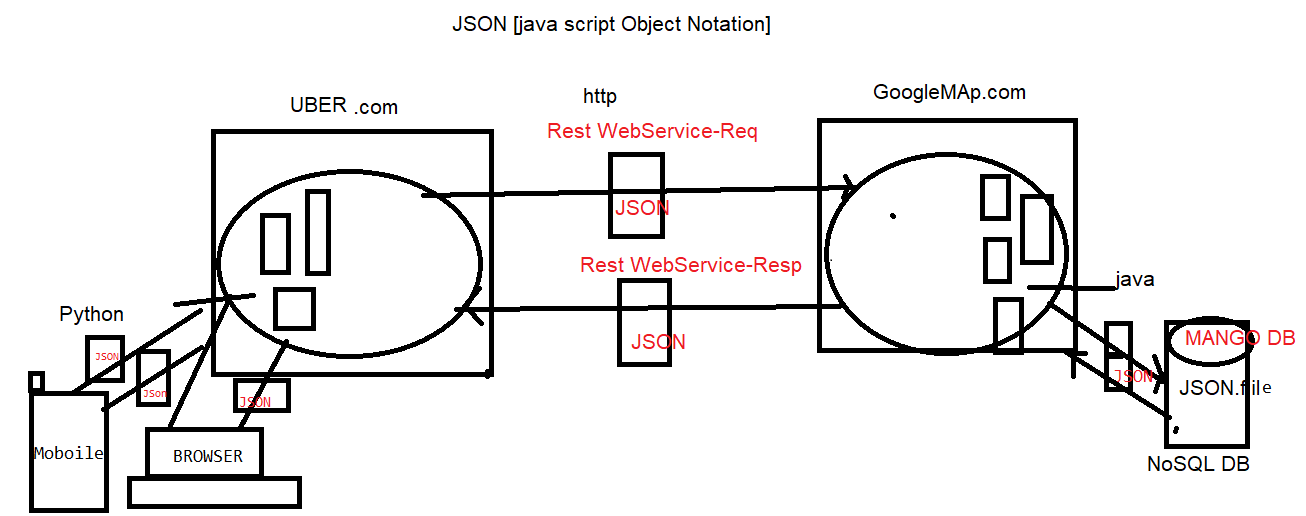 JSON [java script Object Notation]
UBER .com
http
GoogleMAp.com
Rest WebService-Req
JSON
Rest WebService-Resp
JSON
java
Python
JSON
JSon
JSON
Moboile
BROWSER
MANGO DB
JSON
JSON.file
NoSQL DB